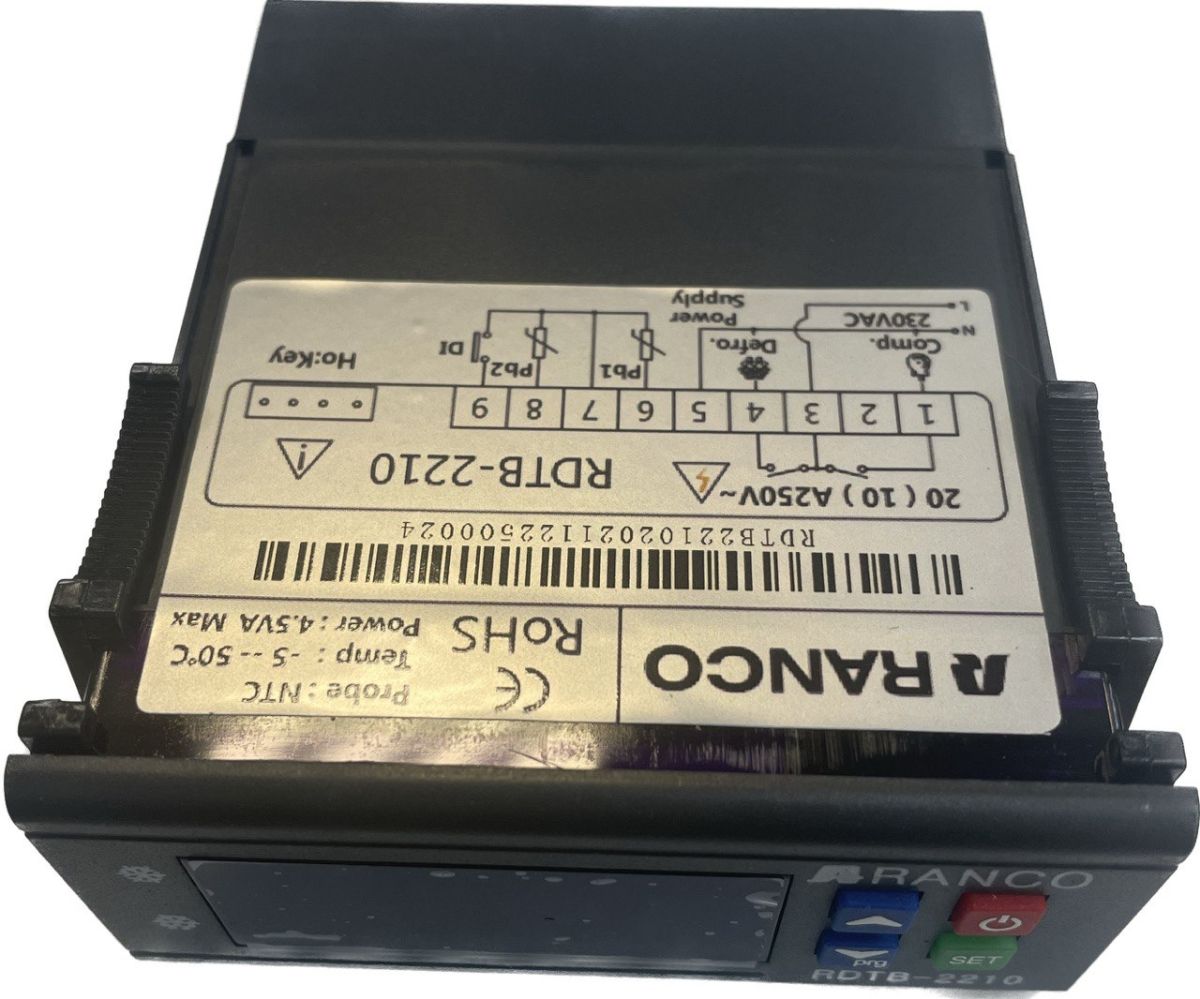 RANCO
CE
RoHS
Probe : NTC
Temp : -5 -- 50℃
Power : 4.5VA Max
RDTB22102021122500024
20 ( 10 ) A250V~
RDTB-2210
1 2 3 4 5 6 7 8 9
Comp.
Defro.
Pb1
Pb2
DI
Ho:Key
N
230VAC
L
Power
Supply
RANCO
prg
SET
RDTB-2210